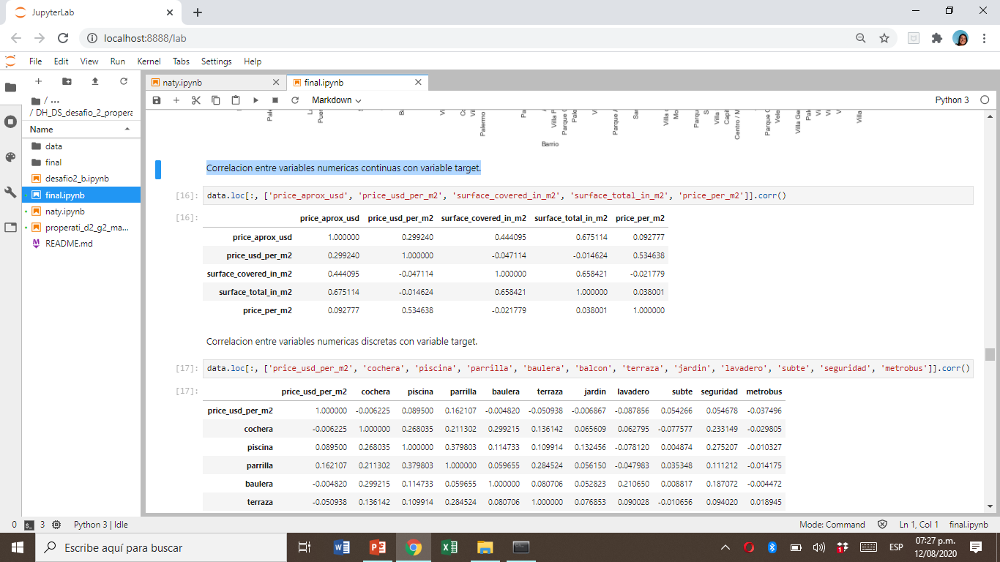 JupyterLab
localhost:8888/lab
File Edit View Run Kernel Tabs Settings Help
naty.ipynb final.ipynb
Markdown Python 3
/ ...
/ DH_DS_desafio_2_propera
Name
data
final
desafio2_b.ipynb
final.ipynb
naty.ipynb
properati_d2_g2_ma...
README.md
Palermo
Villa
Parque
Capi
Centro / M
Villa Ge
Barrio
Correlacion entre variables numericas continuas con variable target.
[16]: data.loc[:, ['price_aprox_usd', 'price_usd_per_m2', 'surface_covered_in_m2', 'surface_total_in_m2', 'price_per_m2']].corr()
[16]: price_aprox_usd price_usd_per_m2 surface_covered_in_m2 surface_total_in_m2 price_per_m2
price_aprox_usd 1.000000 0.299240 0.444095 0.675114 0.092777
price_usd_per_m2 0.299240 1.000000 -0.047114 -0.014624 0.534638
surface_covered_in_m2 0.444095 -0.047114 1.000000 0.658421 -0.021779
surface_total_in_m2 0.675114 -0.014624 0.658421 1.000000 0.038001
price_per_m2 0.092777 0.534638 -0.021779 0.038001 1.000000
Correlacion entre variables numericas discretas con variable target.
[17]: data.loc[:, ['price_usd_per_m2', 'cochera', 'piscina', 'parrilla', 'baulera', 'balcon', 'terraza', 'jardin', 'lavadero', 'subte', 'seguridad', 'metrobus']].corr()
[17]: price_usd_per_m2 cochera piscina parrilla baulera terraza jardin lavadero subte seguridad metrobus
price_usd_per_m2 1.000000 -0.006225 0.089500 0.162107 -0.004820 -0.050938 -0.006867 -0.087856 0.054266 0.054678 -0.037496
cochera -0.006225 1.000000 0.268035 0.211302 0.299215 0.136142 0.065609 0.062795 -0.077577 0.233149 -0.029805
piscina 0.089500 0.268035 1.000000 0.379803 0.114733 0.109914 0.132456 -0.078120 0.004874 0.275207 -0.010327
parrilla 0.162107 0.211302 0.379803 1.000000 0.059655 0.284524 0.056150 -0.047983 0.035348 0.111212 -0.014175
baulera -0.004820 0.299215 0.114733 0.059655 1.000000 0.080706 0.052823 0.210650 0.008817 0.187072 -0.004472
terraza -0.050938 0.136142 0.109914 0.284524 0.080706 1.000000 0.076853 0.090028 -0.010656 0.094020 0.018945
0 3 Python 3 | Idle Mode: Command Ln 1, Col 1 final.ipynb
Escribe aquí para buscar
ESP
07:27 p.m.
12/08/2020